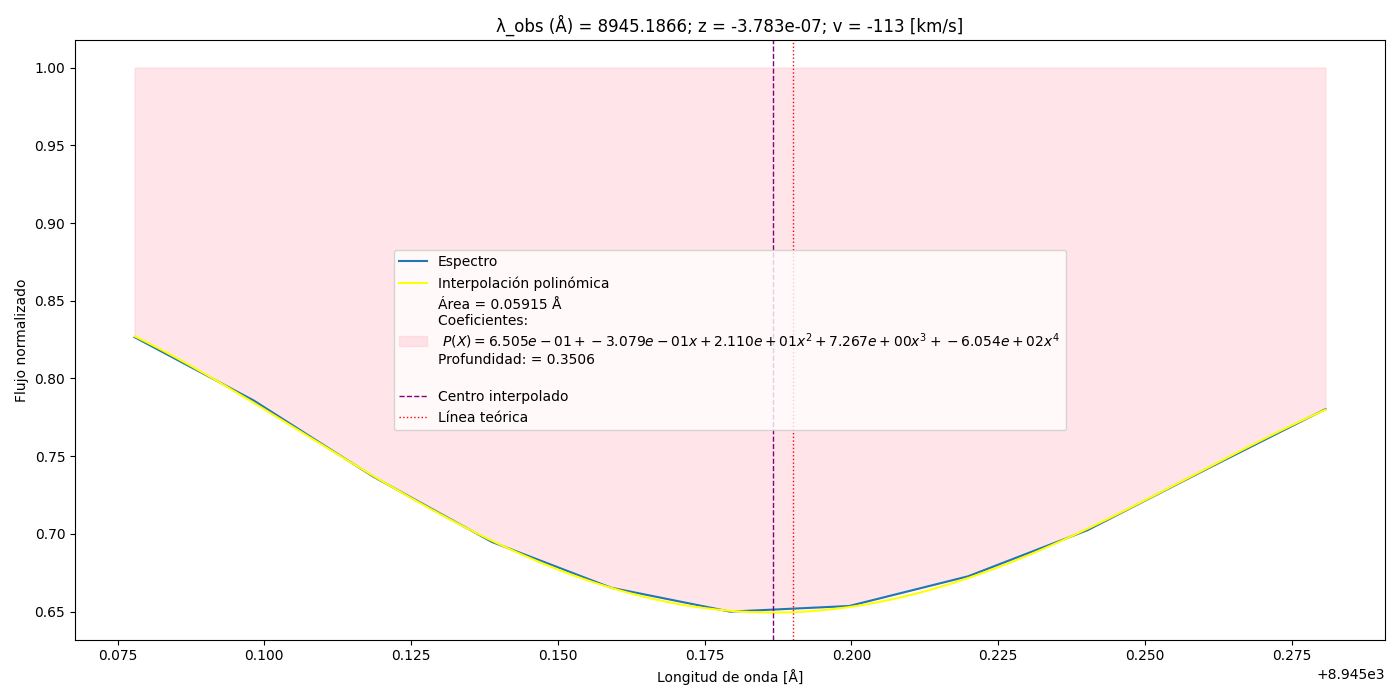 λ_obs (Å) = 8945.1866; z = -3.783e-07; v = -113 [km/s]
Flujo normalizado
1.00
0.95
0.90
0.85
0.80
0.75
0.70
0.65
Espectro
Interpolación polinómica
Área = 0.05915 Å
Coeficientes:
P(X) = 6.505e − 01 + − 3.079e − 01x + 2.110e + 01x² + 7.267e + 00x³ + − 6.054e + 02x⁴
Profundidad: = 0.3506
Centro interpolado
Línea teórica
0.075 0.100 0.125 0.150 0.175 0.200 0.225 0.250 0.275
+8.945e3
Longitud de onda [Å]